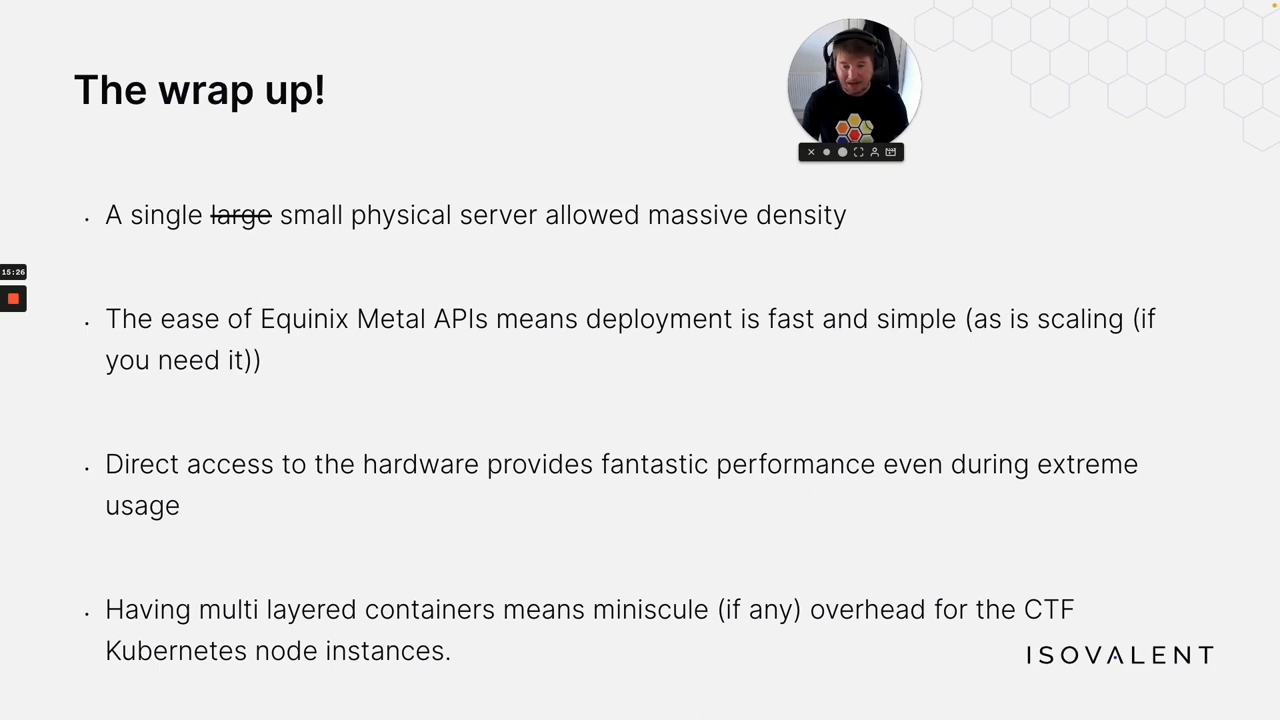 The wrap up!
A single large small physical server allowed massive density
15:26
The ease of Equinix Metal APIs means deployment is fast and simple (as is scaling (if
you need it))
Direct access to the hardware provides fantastic performance even during extreme
usage
Having multi layered containers means miniscule (if any) overhead for the CTF
Kubernetes node instances.
ISOVALENT